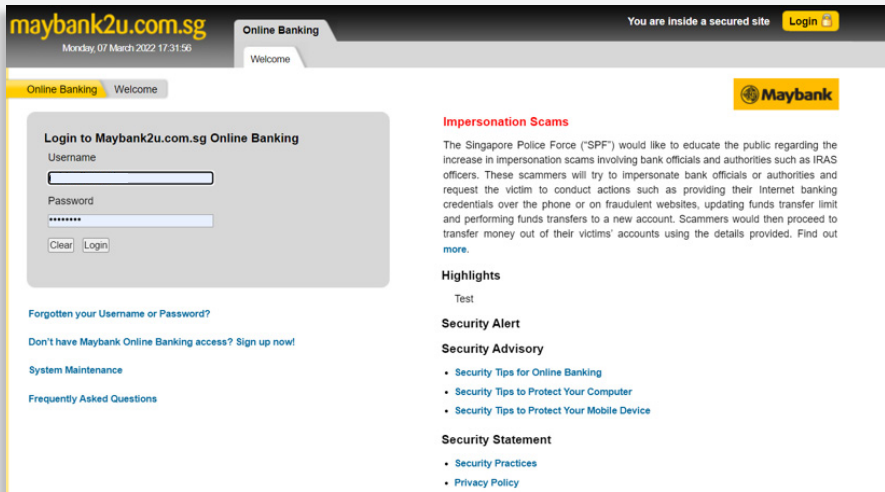 maybank2u.com.sg
Monday, 07 March 2022 17:31:56
Online Banking
Welcome
You are inside a secured site
Login
Online Banking
Welcome
Maybank
Login to Maybank2u.com.sg Online Banking
Username
Password
••••••••
Clear
Login
Forgotten your Username or Password?
Don't have Maybank Online Banking access? Sign up now!
System Maintenance
Frequently Asked Questions
Impersonation Scams
The Singapore Police Force (“SPF”) would like to educate the public regarding the
increase in impersonation scams involving bank officials and authorities such as IRAS
officers. These scammers will try to impersonate bank officials or authorities and
request the victim to conduct actions such as providing their Internet banking
credentials over the phone or on fraudulent websites, updating funds transfer limit
and performing funds transfers to a new account. Scammers would then proceed to
transfer money out of their victims’ accounts using the details provided. Find out
more.
Highlights
Test
Security Alert
Security Advisory
• Security Tips for Online Banking
• Security Tips to Protect Your Computer
• Security Tips to Protect Your Mobile Device
Security Statement
• Security Practices
• Privacy Policy